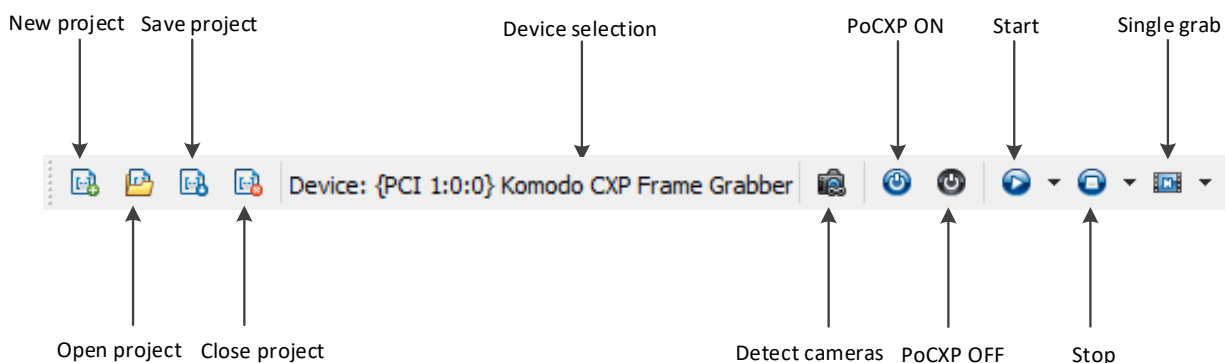 New project
Save project
Device selection
PoCXP ON
Start
Single grab
Device: {PCI 1:0:0} Komodo CXP Frame Grabber
Open project
Close project
Detect cameras
PoCXP OFF
Stop